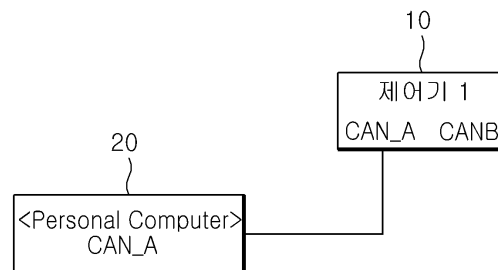 10
제어기 1
CAN_A CANB
20
<Personal Computer>
CAN_A